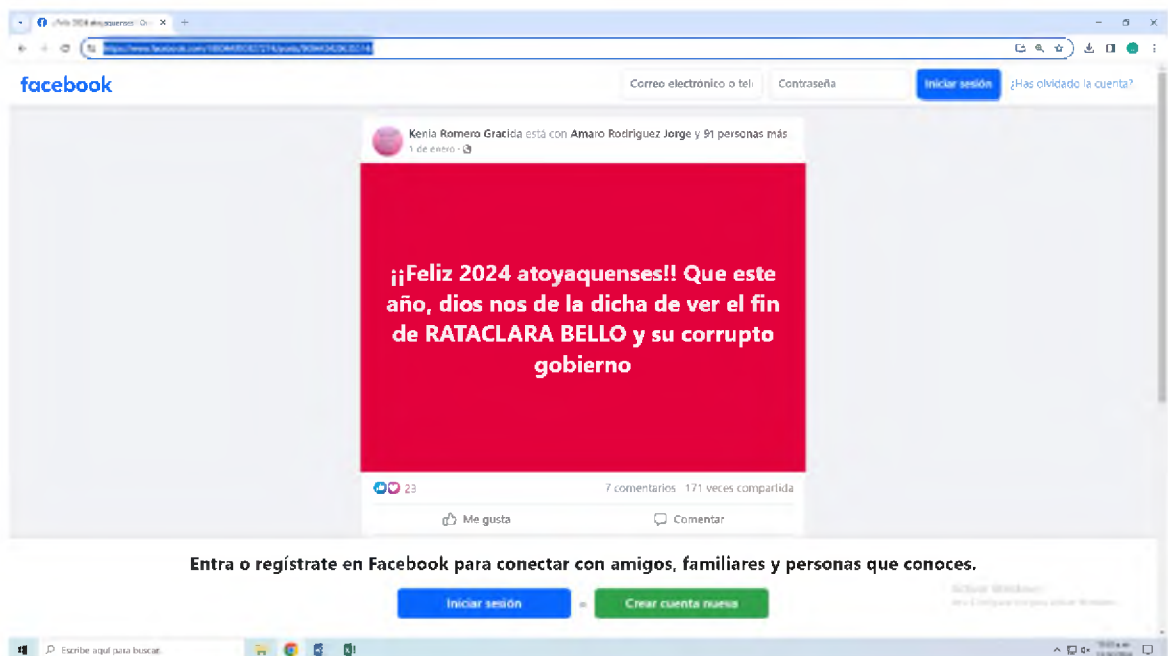 facebook
Correo electrónico o tel
Contraseña
Iniciar sesión
¿Has olvidado la cuenta?
Kenia Romero Gracida está con Amaro Rodriguez Jorge y 91 personas más
1 de enero ·
¡¡Feliz 2024 atoyaquenses!! Que este
año, dios nos de la dicha de ver el fin
de RATACLARA BELLO y su corrupto
gobierno
23
7 comentarios 171 veces compartida
Me gusta
Comentar
Entra o regístrate en Facebook para conectar con amigos, familiares y personas que conoces.
Iniciar sesión
Crear cuenta nueva
Activar Windows
Escribe aquí para buscar.